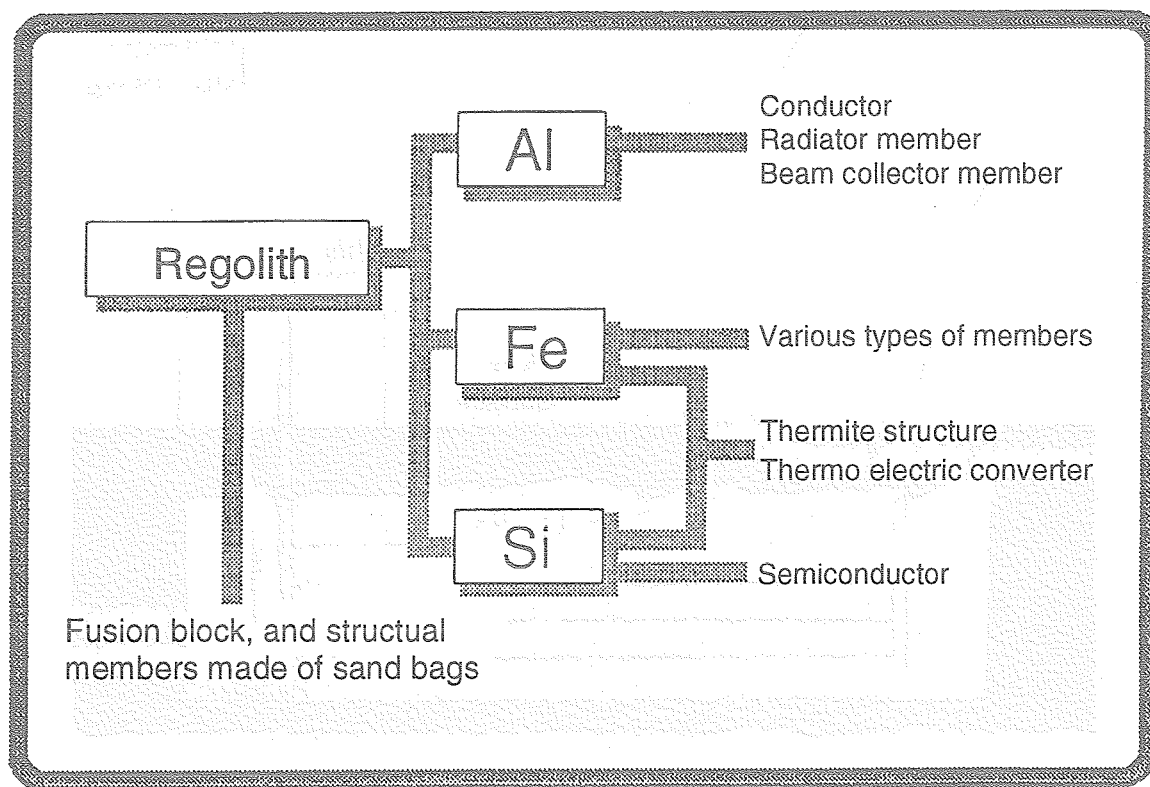 Al
Conductor
Radiator member
Beam collector member
Regolith
Fe
Various types of members
Thermite structure
Thermo electric converter
Si
Semiconductor
Fusion block, and structual
members made of sand bags